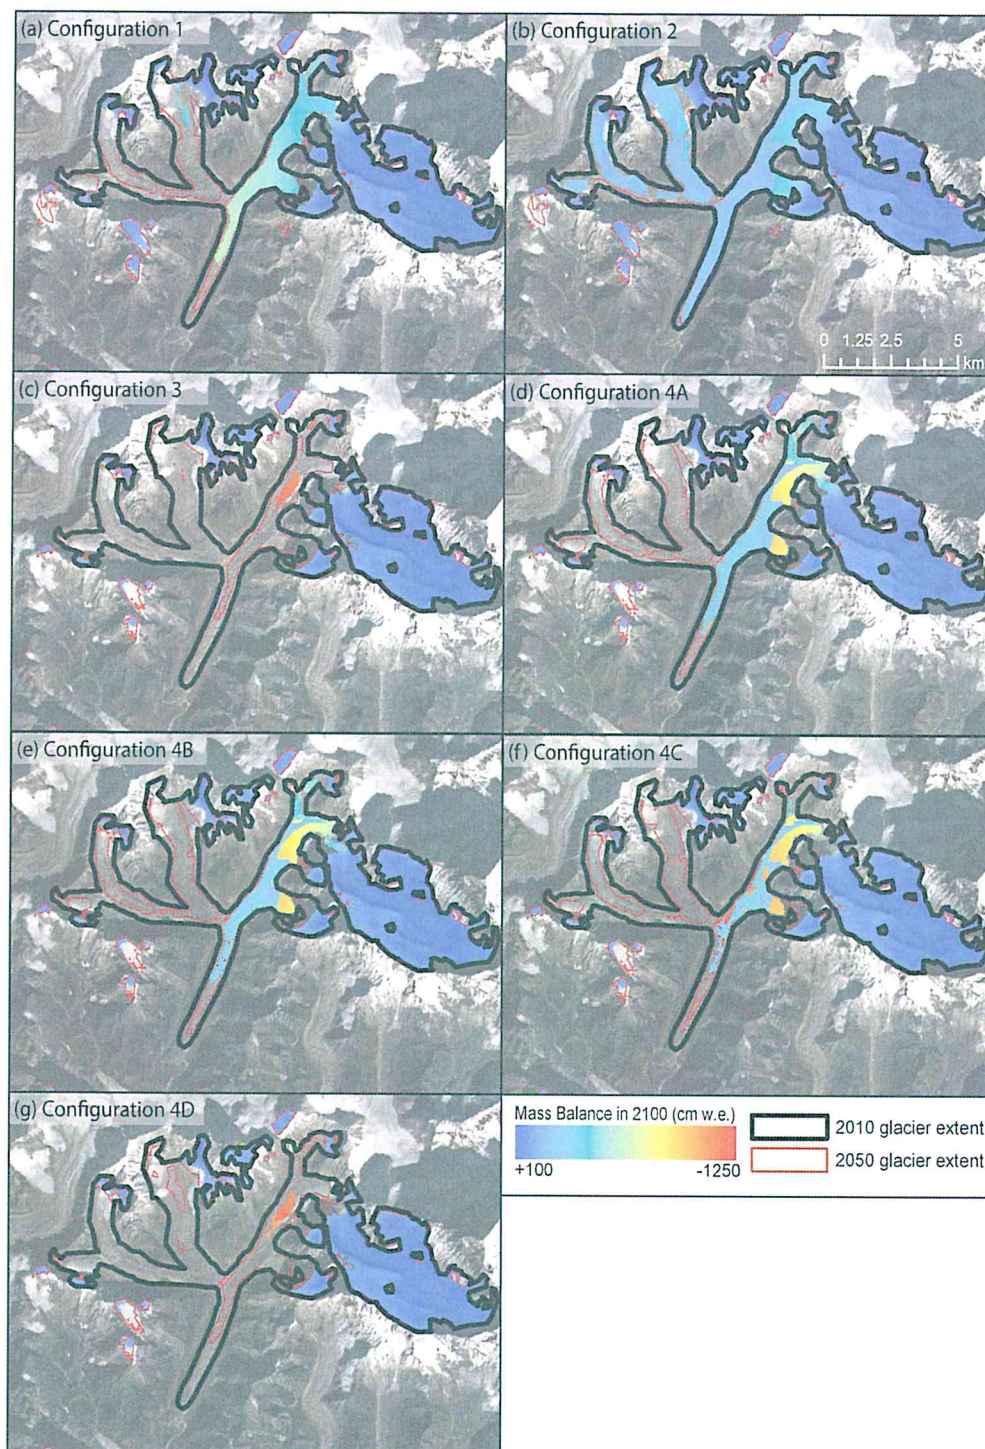 (a) Configuration 1
(b) Configuration 2
0 1.25 2.5 5
km
(c) Configuration 3
(d) Configuration 4A
(e) Configuration 4B
(f) Configuration 4C
(g) Configuration 4D
Mass Balance in 2100 (cm w.e.)
+100 -1250
2010 glacier extent
2050 glacier extent